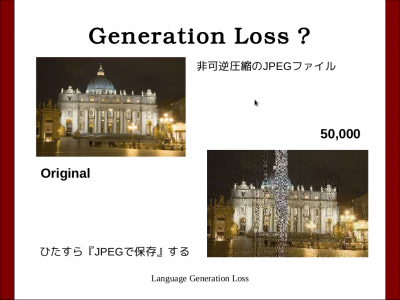 Generation Loss ?
非可逆圧縮のJPEGファイル
50,000
Original
ひたすら『JPEGで保存』する
Language Generation Loss